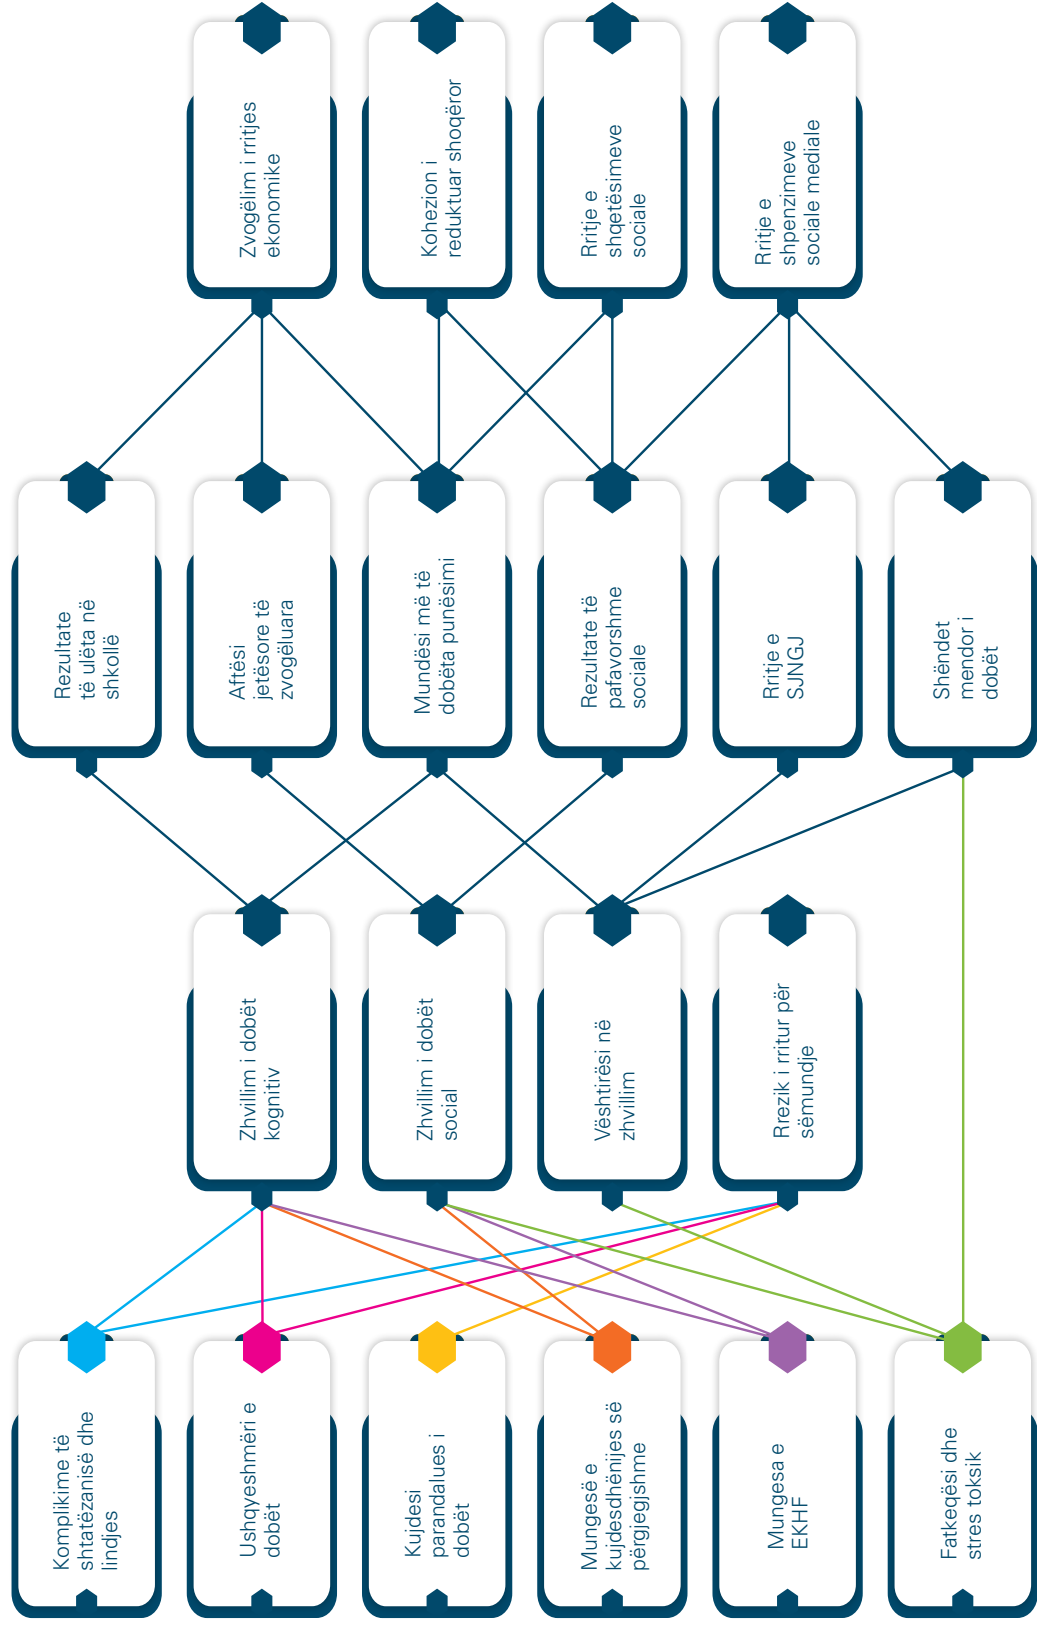 Zvogëlim i rritjes
ekonomike
Kohezion i
reduktuar shoqëror
Rritje e
shqetësimeve
sociale
Rritje e
shpenzimeve
sociale mediale
Rezultate
të ulëta në
shkollë
Aftësi
jetësore të
zvogëluara
Mundësi më të
dobëta punësimi
Rezultate të
pafavorshme
sociale
Rritje e
SJNGJ
Shëndet
mendor i
dobët
Zhvillim i dobët
kognitiv
Zhvillim i dobët
social
Vështirësi në
zhvillim
Rrezik i rritur për
sëmundje
Komplikime të
shtatëzanisë dhe
lindjes
Ushqyeshmëri e
dobët
Kujdesi
parandalues i
dobët
Mungesë e
kujdesdhënijes së
përgjegjshme
Mungesa e
EKHF
Fatkeqësi dhe
stres toksik